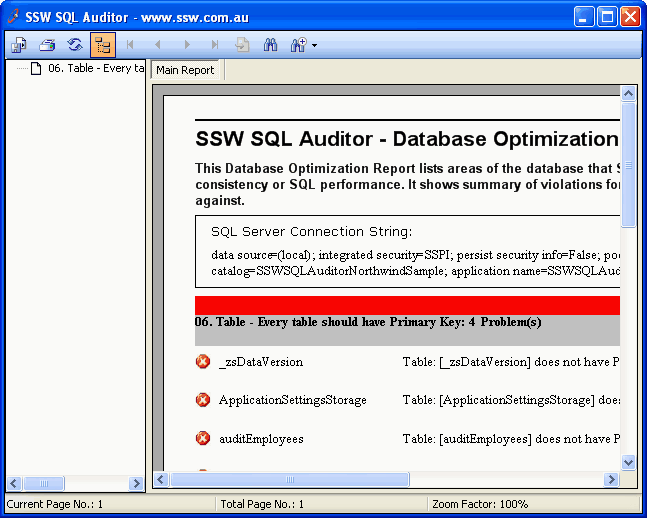 SSW SQL Auditor - www.ssw.com.au
06. Table - Every ta
Main Report
SSW SQL Auditor - Database Optimization
This Database Optimization Report lists areas of the database that
consistency or SQL performance. It shows summary of violations for
against.
SQL Server Connection String:
data source=(local); integrated security=SSPI; persist security info=False; poo
catalog=SSWSQLAuditorNorthwindSample; application name=SSWSQLAud
06. Table - Every table should have Primary Key: 4 Problem(s)
_zsDataVersion Table: [_zsDataVersion] does not have P
ApplicationSettingsStorage Table: [ApplicationSettingsStorage] does
auditEmployees Table: [auditEmployees] does not have P
Current Page No.: 1 Total Page No.: 1 Zoom Factor: 100%